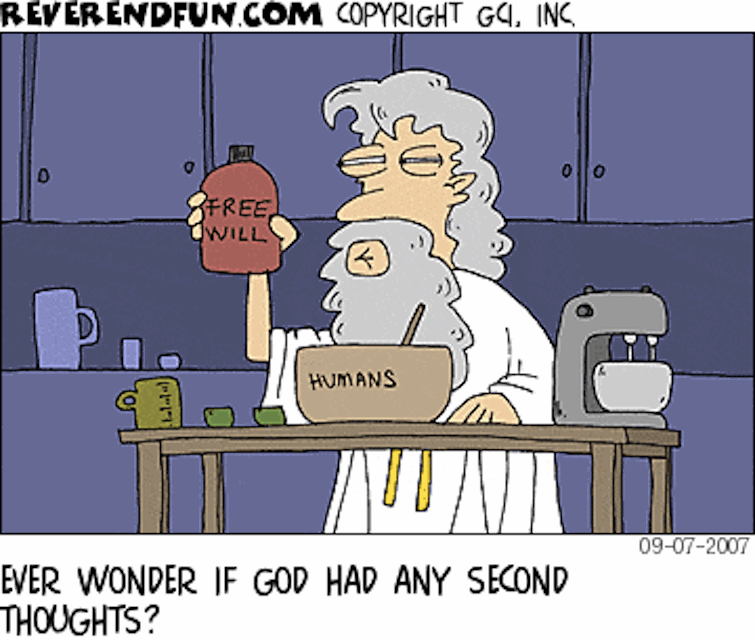 REVERENDFUN.COM COPYRIGHT GCI, INC.
FREE
WILL
HUMANS
09-07-2007
EVER WONDER IF GOD HAD ANY SECOND
THOUGHTS?